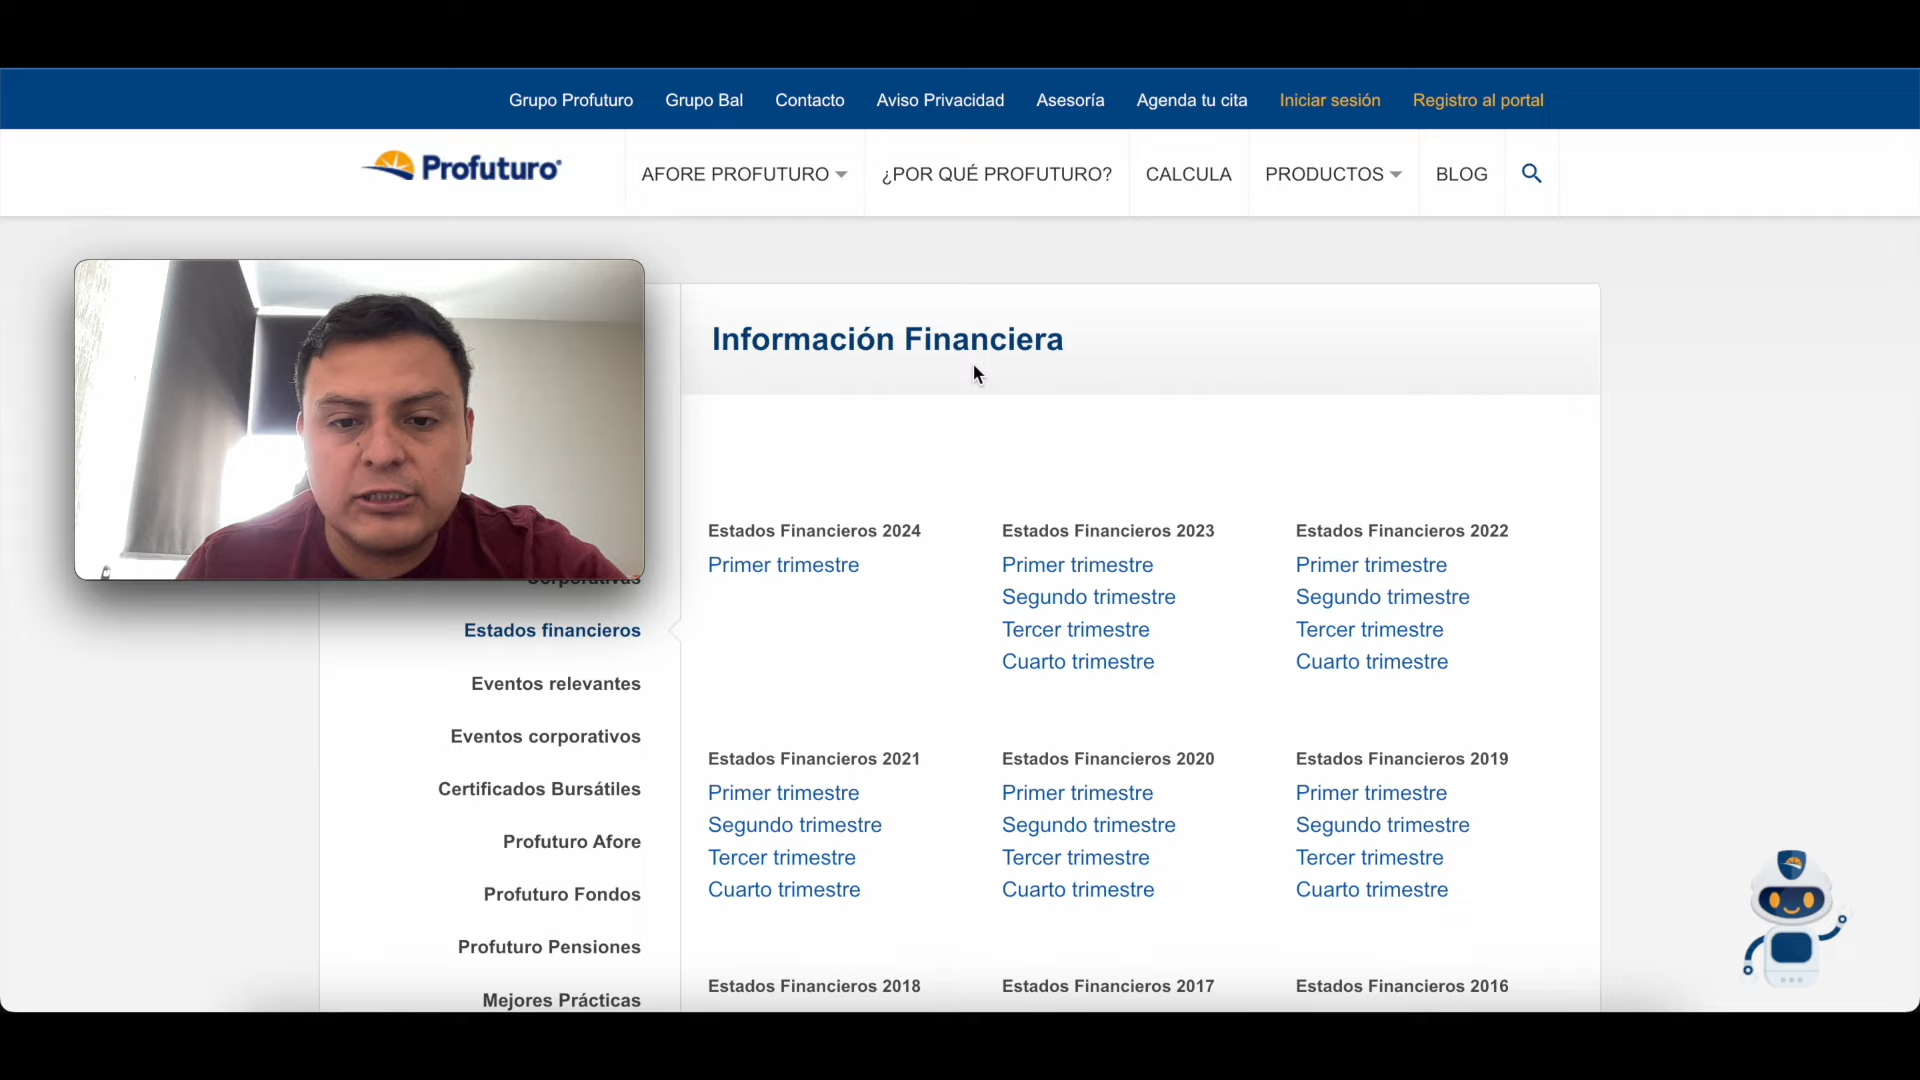 Grupo Profuturo Grupo Bal Contacto Aviso Privacidad Asesoría Agenda tu cita Iniciar sesión Registro al portal
Profuturo AFORE PROFUTURO ¿POR QUÉ PROFUTURO? CALCULA PRODUCTOS BLOG
Información Financiera
Corporativas
Estados financieros
Eventos relevantes
Eventos corporativos
Certificados Bursátiles
Profuturo Afore
Profuturo Fondos
Profuturo Pensiones
Mejores Prácticas
Estados Financieros 2024
Primer trimestre
Estados Financieros 2023
Primer trimestre
Segundo trimestre
Tercer trimestre
Cuarto trimestre
Estados Financieros 2022
Primer trimestre
Segundo trimestre
Tercer trimestre
Cuarto trimestre
Estados Financieros 2021
Primer trimestre
Segundo trimestre
Tercer trimestre
Cuarto trimestre
Estados Financieros 2020
Primer trimestre
Segundo trimestre
Tercer trimestre
Cuarto trimestre
Estados Financieros 2019
Primer trimestre
Segundo trimestre
Tercer trimestre
Cuarto trimestre
Estados Financieros 2018
Estados Financieros 2017
Estados Financieros 2016